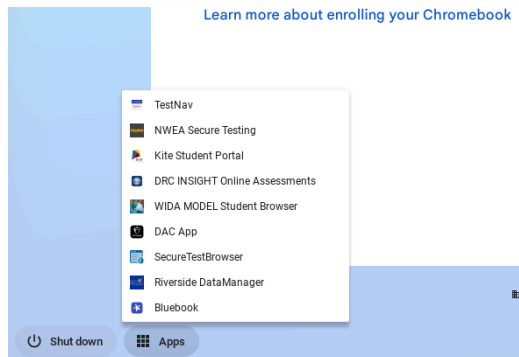 Learn more about enrolling your Chromebook
TestNav
NWEA Secure Testing
Kite Student Portal
DRC INSIGHT Online Assessments
WIDA MODEL Student Browser
DAC App
SecureTestBrowser
Riverside DataManager
Bluebook
Shut down
Apps